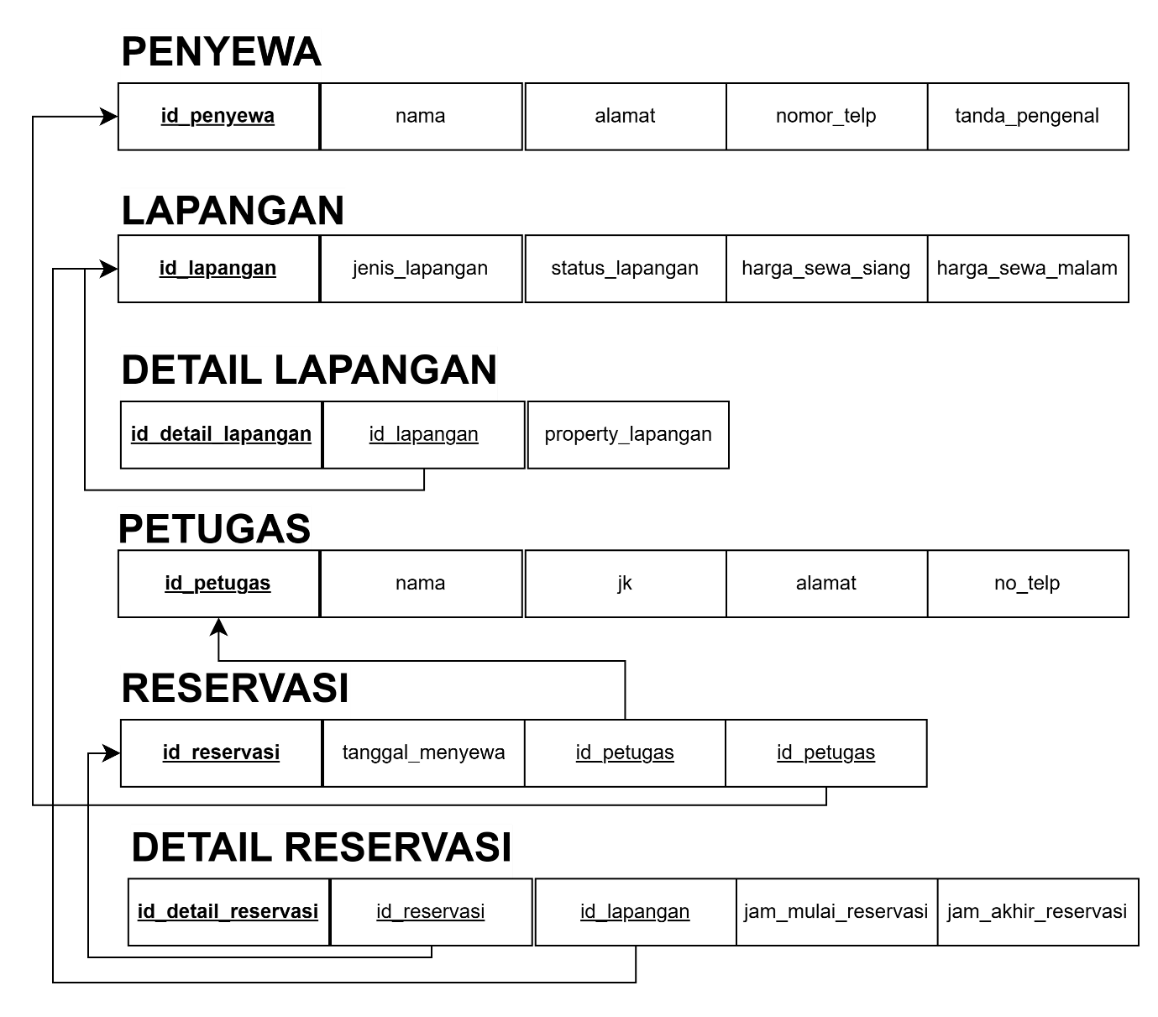 PENYEWA
id_penyewa nama alamat nomor_telp tanda_pengenal
LAPANGAN
id_lapangan jenis_lapangan status_lapangan harga_sewa_siang harga_sewa_malam
DETAIL LAPANGAN
id_detail_lapangan id_lapangan property_lapangan
PETUGAS
id_petugas nama jk alamat no_telp
RESERVASI
id_reservasi tanggal_menyewa id_petugas id_petugas
DETAIL RESERVASI
id_detail_reservasi id_reservasi id_lapangan jam_mulai_reservasi jam_akhir_reservasi